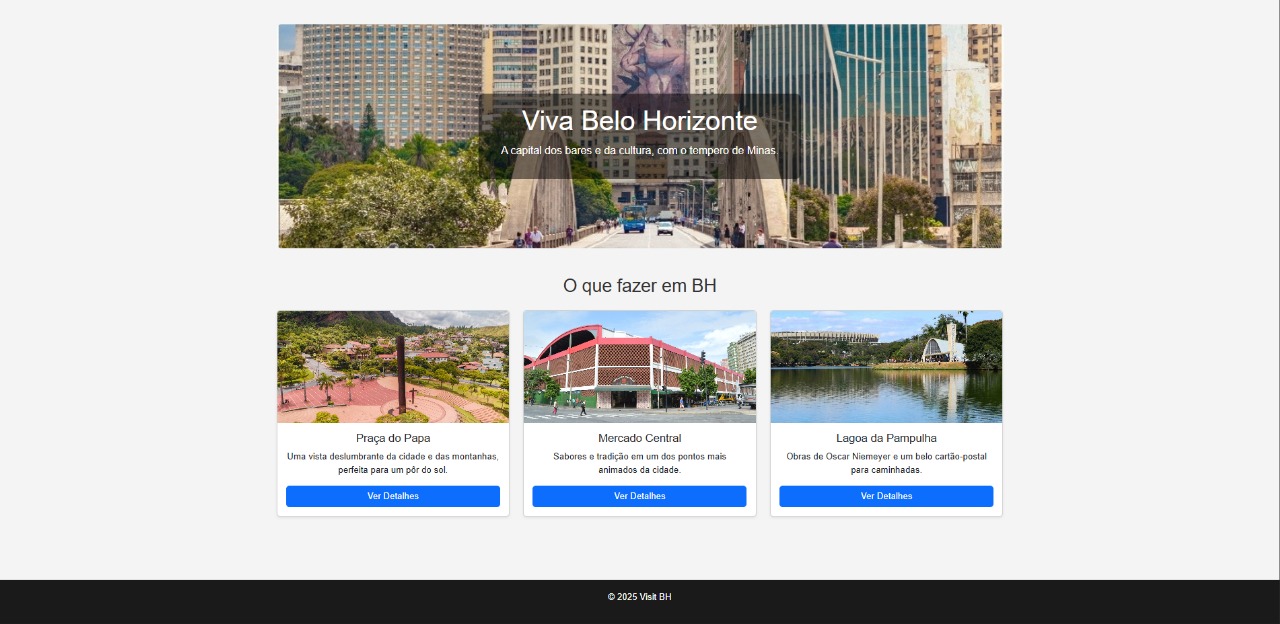 Viva Belo Horizonte
A capital dos bares e da cultura, com o tempero de Minas.
O que fazer em BH
Praça do Papa
Uma vista deslumbrante da cidade e das montanhas,
perfeita para um pôr do sol.
Ver Detalhes
Mercado Central
Sabores e tradição em um dos pontos mais
animados da cidade.
Ver Detalhes
Lagoa da Pampulha
Obras de Oscar Niemeyer e um belo cartão-postal
para caminhadas.
Ver Detalhes
© 2025 Visit BH